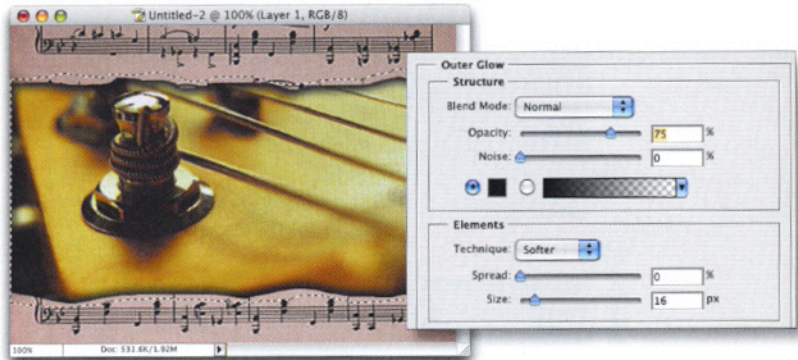 Untitled-2 @ 100% (Layer 1, RGB/8)
100%
Doc: 531.6K/1.92M
Outer Glow
Structure
Blend Mode: Normal
Opacity: 75 %
Noise: 0 %
Elements
Technique: Softer
Spread: 0 %
Size: 16 px